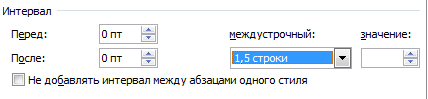 Интервал
Перед: 0 пт междустрочный: значение:
После: 0 пт 1,5 строки
Не добавлять интервал между абзацами одного стиля